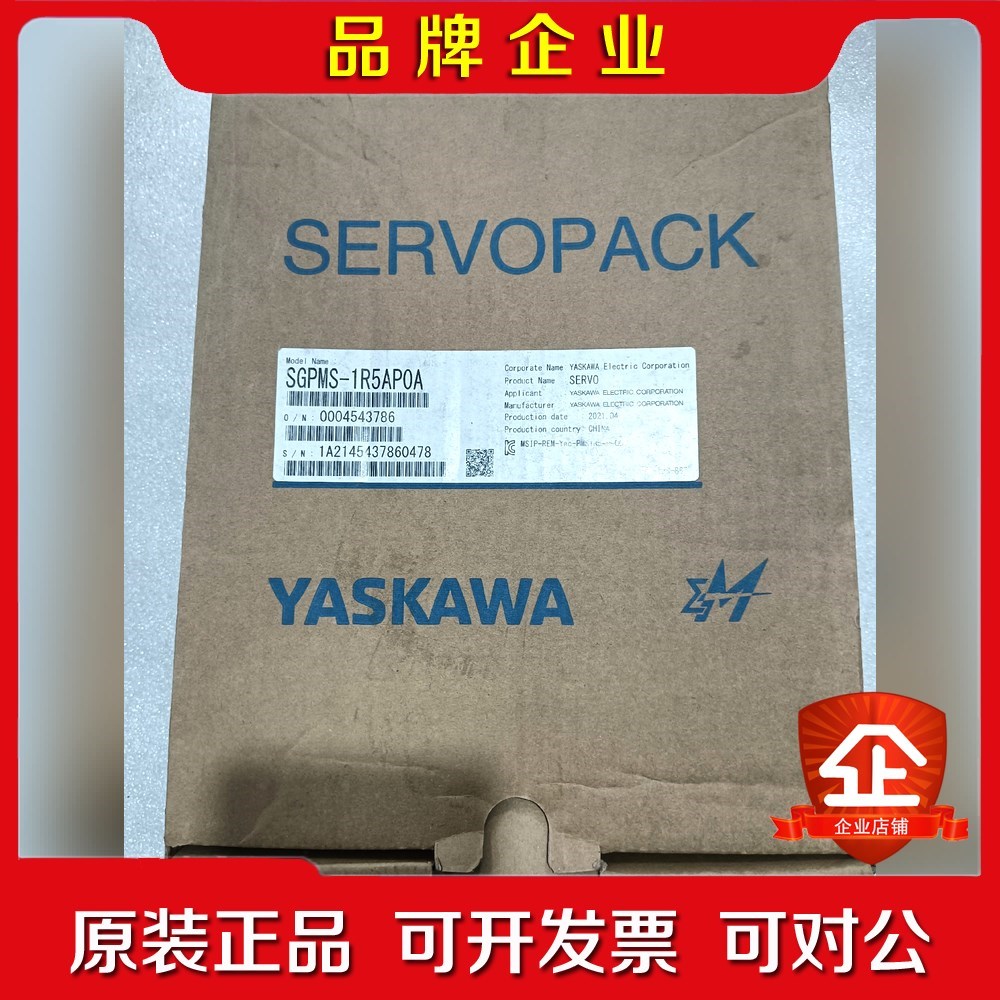 品牌企业
SERVOPACK
Model Name
SGPMS-1R5AP0A
O/N: 0004543786
S/N: 1A2145437860478
Corporate Name YASKAWA Electric Corporation
Product Name SERVO
Applicant YASKAWA ELECTRIC CORPORATION
Manufacturer YASKAWA ELECTRIC CORPORATION
Production date 2021.04
Production country CHINA
YASKAWA
企
企业店铺
原装正品 可开发票 可对公